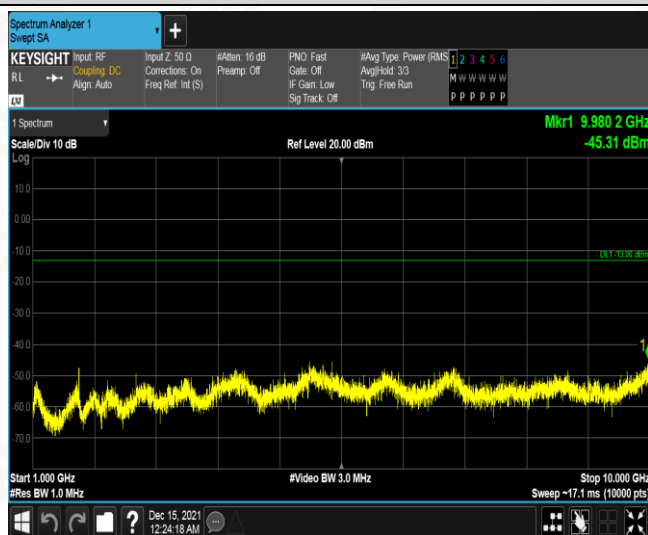 Spectrum Analyzer 1
Swept SA
+
KEYSIGHT
RL
Input: RF
Coupling: DC
Align: Auto
Input Z: 50 Ω
Corrections: On
Freq Ref: Int (S)
#Atten: 16 dB
Preamp: Off
PNO: Fast
Gate: Off
IF Gain: Low
Sig Track: Off
#Avg Type: Power (RMS
Avg|Hold: 3/3
Trig: Free Run
1 2 3 4 5 6
M W W W W W
P P P P P P
LXI
1 Spectrum
Mkr1 9.980 2 GHz
Scale/Div 10 dB
Ref Level 20.00 dBm
-45.31 dBm
Log
10.0
0.00
-10.0
DL1 -13.00 dBm
-20.0
-30.0
-40.0
1
-50.0
-60.0
-70.0
Start 1.000 GHz
#Video BW 3.0 MHz
Stop 10.000 GHz
#Res BW 1.0 MHz
Sweep ~17.1 ms (10000 pts)
?
Dec 15, 2021
12:24:18 AM